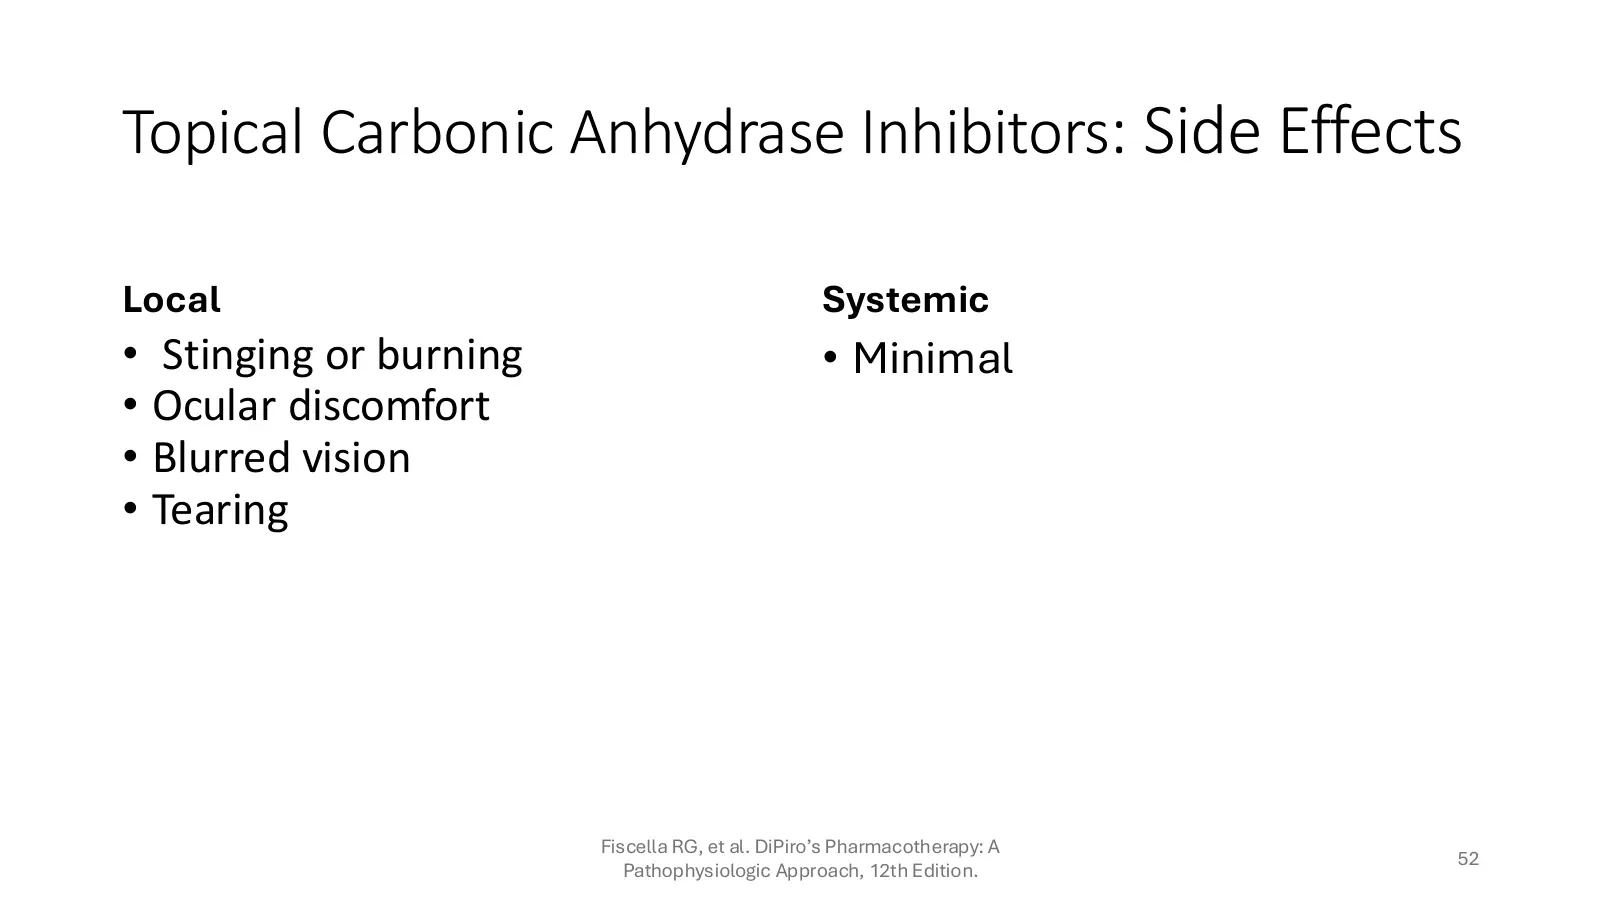 Topical Carbonic Anhydrase Inhibitors: Side Effects
Local
• Stinging or burning
• Ocular discomfort
• Blurred vision
• Tearing
Systemic
• Minimal
Fiscella RG, et al. DiPiro’s Pharmacotherapy: A
Pathophysiologic Approach, 12th Edition.
52